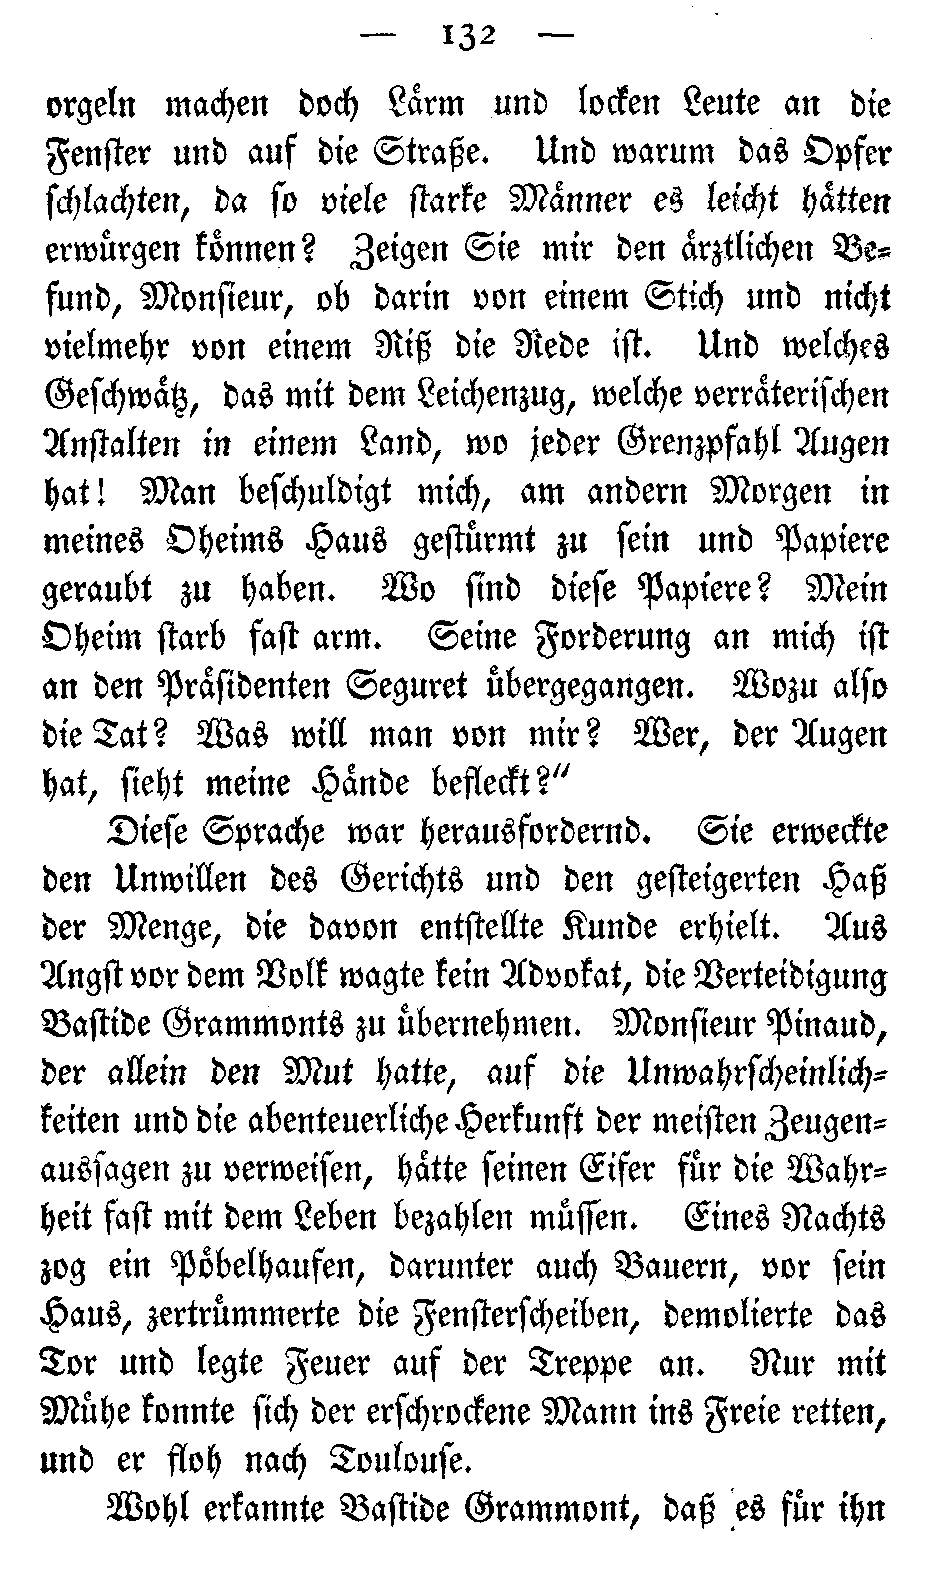 — 132 —
orgeln machen doch Lärm und locken Leute an die
Fenster und auf die Straße. Und warum das Opfer
schlachten, da so viele starke Männer es leicht hätten
erwürgen können? Zeigen Sie mir den ärztlichen Be-
fund, Monsieur, ob darin von einem Stich und nicht
vielmehr von einem Riß die Rede ist. Und welches
Geschwätz, das mit dem Leichenzug, welche verräterischen
Anstalten in einem Land, wo jeder Grenzpfahl Augen
hat! Man beschuldigt mich, am andern Morgen in
meines Oheims Haus gestürmt zu sein und Papiere
geraubt zu haben. Wo sind diese Papiere? Mein
Oheim starb fast arm. Seine Forderung an mich ist
an den Präsidenten Seguret übergegangen. Wozu also
die Tat? Was will man von mir? Wer, der Augen
hat, sieht meine Hände befleckt?“
Diese Sprache war herausfordernd. Sie erweckte
den Unwillen des Gerichts und den gesteigerten Haß
der Menge, die davon entstellte Kunde erhielt. Aus
Angst vor dem Volk wagte kein Advokat, die Verteidigung
Bastide Grammonts zu übernehmen. Monsieur Pinaud,
der allein den Mut hatte, auf die Unwahrscheinlich-
keiten und die abenteuerliche Herkunft der meisten Zeugen-
aussagen zu verweisen, hätte seinen Eifer für die Wahr-
heit fast mit dem Leben bezahlen müssen. Eines Nachts
zog ein Pöbelhaufen, darunter auch Bauern, vor sein
Haus, zertrümmerte die Fensterscheiben, demolierte das
Tor und legte Feuer auf der Treppe an. Nur mit
Mühe konnte sich der erschrockene Mann ins Freie retten,
und er floh nach Toulouse.
Wohl erkannte Bastide Grammont, daß es für ihn